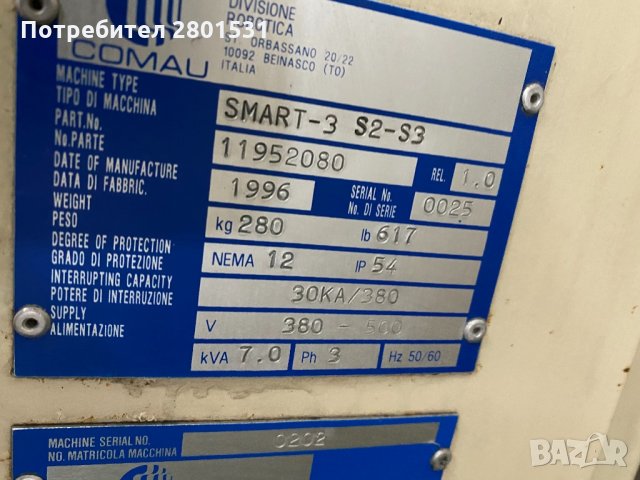 Потребител 2801531
DIVISIONE
ROBOTICA
ORBASSANO 20/22
10092 BEINASCO (TO)
ITALIA
COMAU
MACHINE TYPE
TIPO DI MACCHINA
SMART-3 S2-S3
PART.No.
No.PARTE
11952080
REL. 1.0
DATE OF MANUFACTURE
DATA DI FABBRIC.
1996
SERIAL No.
No. DI SERIE
0025
WEIGHT
PESO
kg 280
lb 617
DEGREE OF PROTECTION
GRADO DI PROTEZIONE
NEMA 12
IP 54
INTERRUPTING CAPACITY
POTERE DI INTERRUZIONE
30KA/380
SUPPLY
ALIMENTAZIONE
V 380 - 500
kVA 7.0
Ph 3
Hz 50/60
MACHINE SERIAL NO.
NO. MATRICOLA MACCHINA
0202
BAZAR